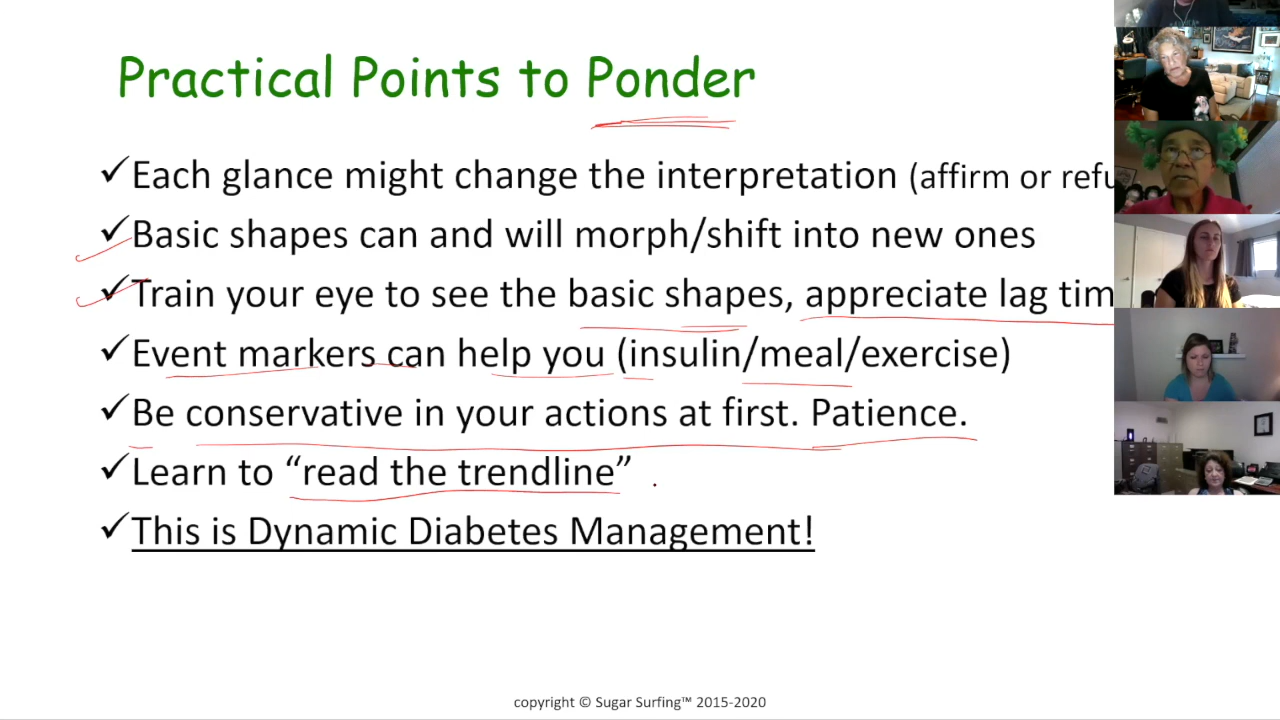 Practical Points to Ponder
✓Each glance might change the interpretation (affirm or refu
✓Basic shapes can and will morph/shift into new ones
✓Train your eye to see the basic shapes, appreciate lag tim
✓Event markers can help you (insulin/meal/exercise)
✓Be conservative in your actions at first. Patience.
✓Learn to “read the trendline”
✓This is Dynamic Diabetes Management!
copyright © Sugar Surfing™ 2015-2020